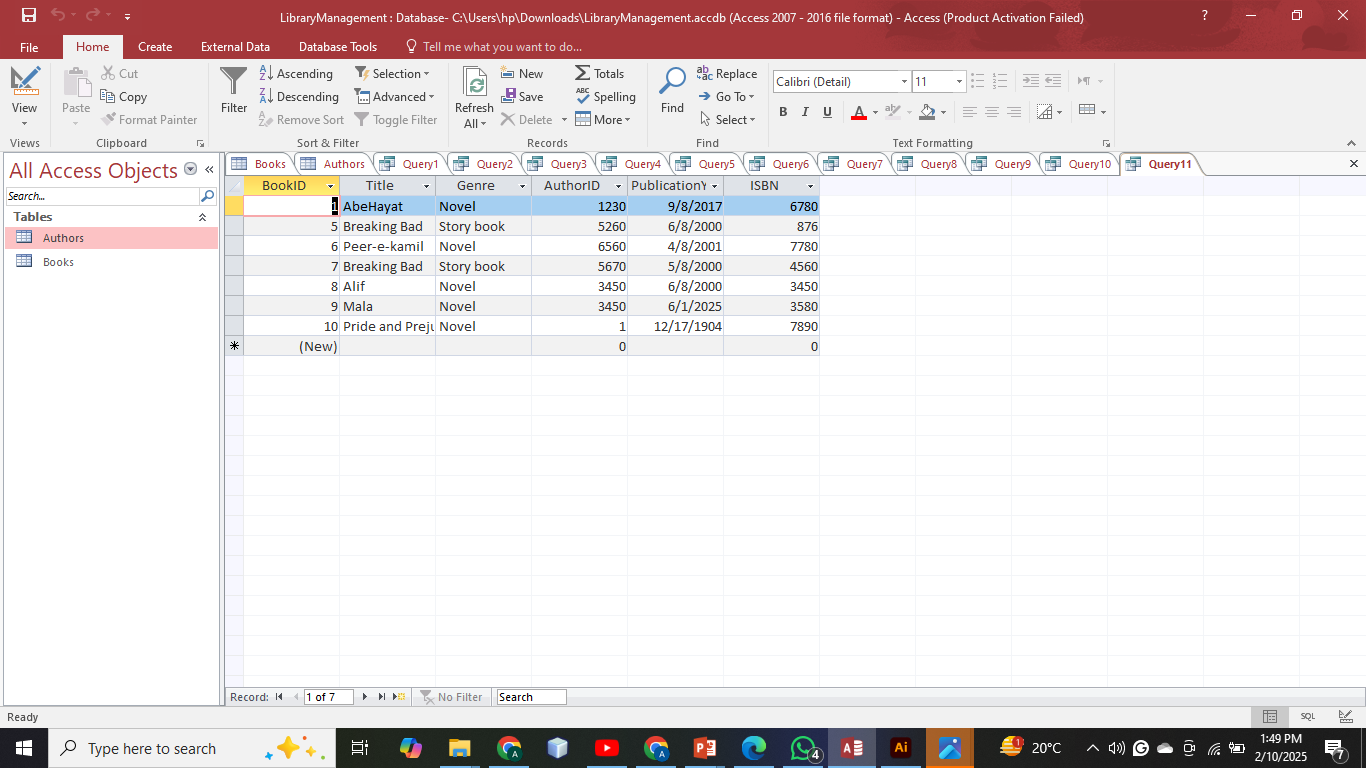 LibraryManagement : Database- C:\Users\hp\Downloads\LibraryManagement.accdb (Access 2007 - 2016 file format) - Access (Product Activation Failed)
File Home Create External Data Database Tools Tell me what you want to do...
View
Views
Paste
Cut
Copy
Format Painter
Clipboard
Filter
Ascending
Descending
Remove Sort
Selection
Advanced
Toggle Filter
Sort & Filter
Refresh All
New
Save
Delete
Totals
Spelling
More
Records
Find
Replace
Go To
Select
Find
Calibri (Detail) 11
B I U A
Text Formatting
All Access Objects
Search...
Tables
Authors
Books
Books Authors Query1 Query2 Query3 Query4 Query5 Query6 Query7 Query8 Query9 Query10 Query11
BookID Title Genre AuthorID PublicationY ISBN
1 AbeHayat Novel 1230 9/8/2017 6780
5 Breaking Bad Story book 5260 6/8/2000 876
6 Peer-e-kamil Novel 6560 4/8/2001 7780
7 Breaking Bad Story book 5670 5/8/2000 4560
8 Alif Novel 3450 6/8/2000 3450
9 Mala Novel 3450 6/1/2025 3580
10 Pride and Preju Novel 1 12/17/1904 7890
* (New) 0 0
Record: 1 of 7 No Filter Search
Ready SQL
Type here to search 4 Ai 1 20°C 1:49 PM
2/10/2025 7